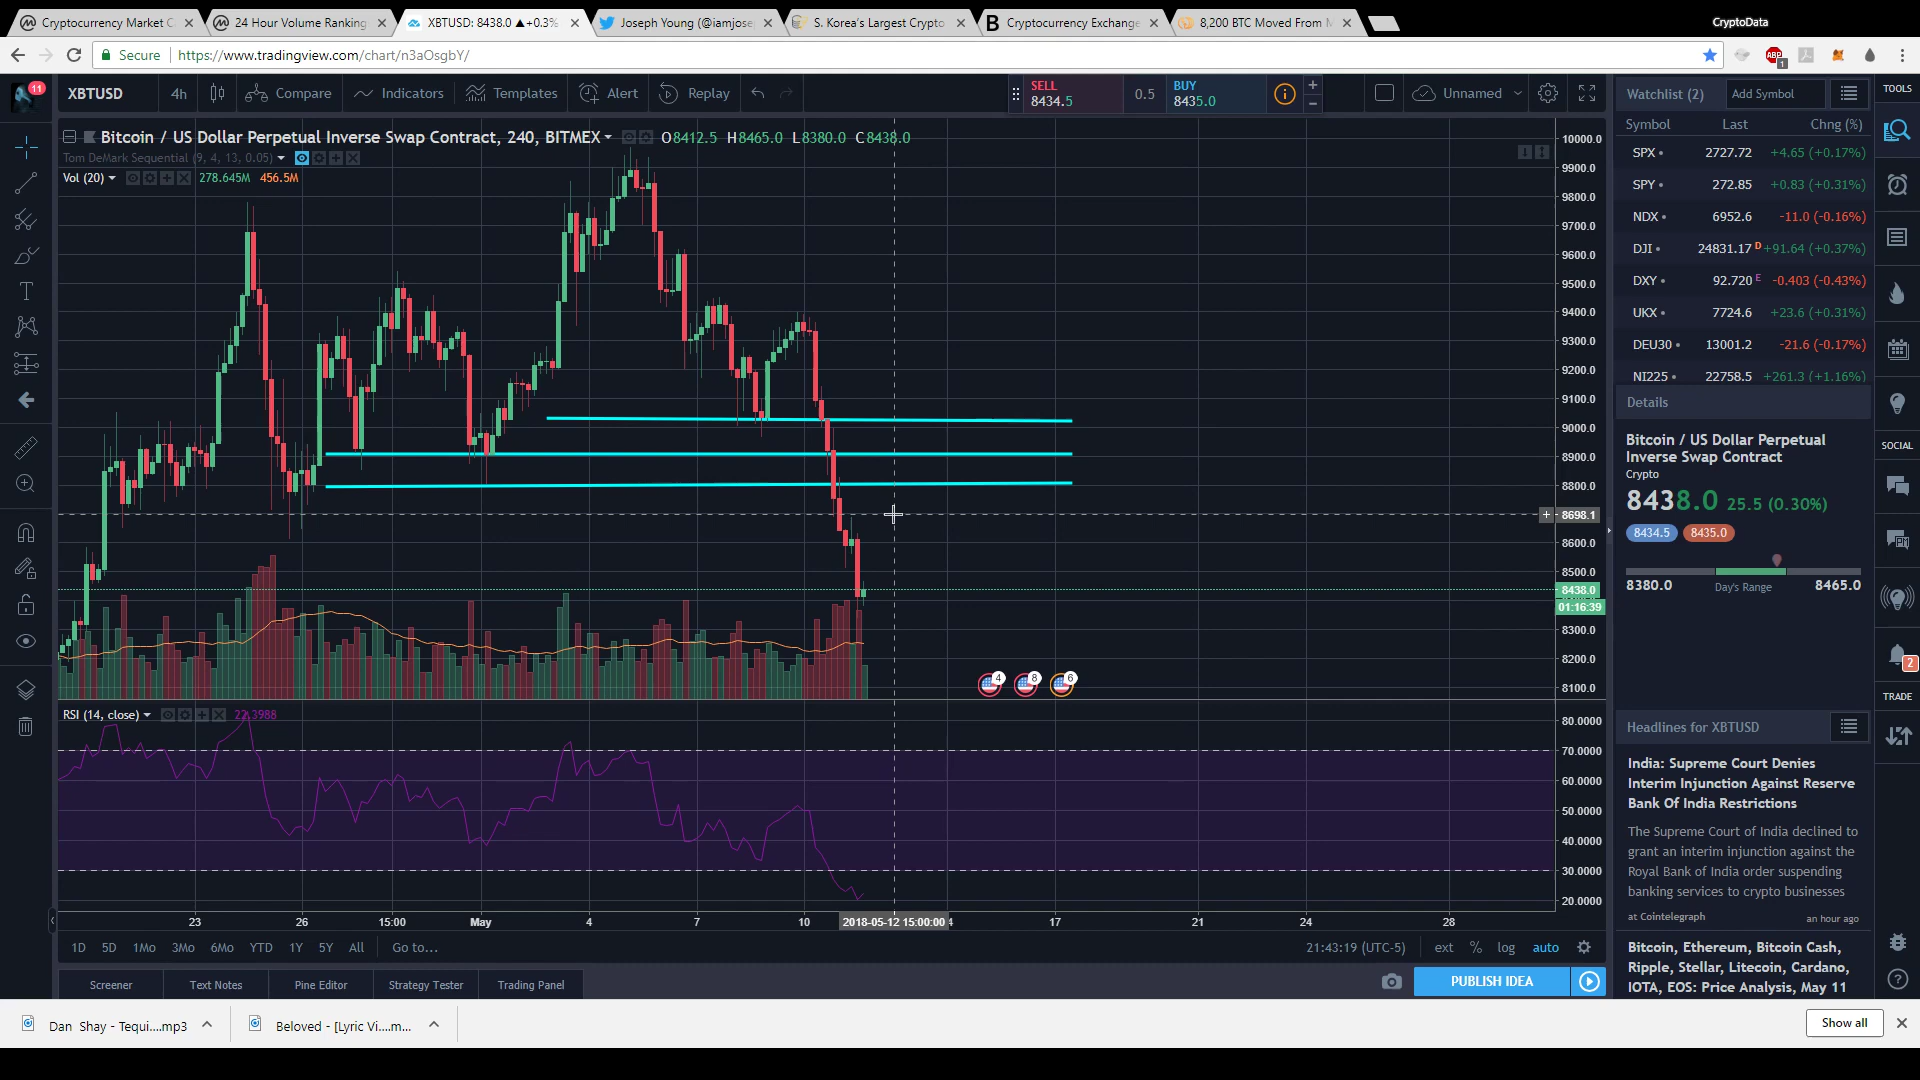 Cryptocurrency Market C
24 Hour Volume Ranking
XBTUSD: 8438.0 ▲+0.3%
Joseph Young (@iamjose
S. Korea's Largest Crypto
Cryptocurrency Exchange
8,200 BTC Moved From M
CryptoData
Secure
https://www.tradingview.com/chart/n3aOsgbY/
ABP
1
11
XBTUSD
4h
Compare
Indicators
Templates
Alert
Replay
SELL
8434.5
0.5
BUY
8435.0
Unnamed
Bitcoin / US Dollar Perpetual Inverse Swap Contract, 240, BITMEX
O8412.5 H8465.0 L8380.0 C8438.0
Tom DeMark Sequential (9, 4, 13, 0.05)
Vol (20)
278.645M 456.5M
10000.0
9900.0
9800.0
9700.0
9600.0
9500.0
9400.0
9300.0
9200.0
9100.0
9000.0
8900.0
8800.0
8698.1
8600.0
8500.0
8438.0
01:16:39
8300.0
8200.0
8100.0
4
8
6
RSI (14, close)
22.3988
80.0000
70.0000
60.0000
50.0000
40.0000
30.0000
20.0000
23
26
15:00
May
4
7
10
2018-05-12 15:00:00
4
17
21
24
28
1D 5D 1Mo 3Mo 6Mo YTD 1Y 5Y All
Go to...
21:43:19 (UTC-5)
ext % log auto
Screener
Text Notes
Pine Editor
Strategy Tester
Trading Panel
PUBLISH IDEA
Watchlist (2)
Add Symbol
Symbol Last Chng (%)
SPX 2727.72 +4.65 (+0.17%)
SPY 272.85 +0.83 (+0.31%)
NDX 6952.6 -11.0 (-0.16%)
DJI 24831.17 D +91.64 (+0.37%)
DXY 92.720 E -0.403 (-0.43%)
UKX 7724.6 +23.6 (+0.31%)
DEU30 13001.2 -21.6 (-0.17%)
NI225 22758.5 +261.3 (+1.16%)
Details
Bitcoin / US Dollar Perpetual
Inverse Swap Contract
Crypto
8438.0 25.5 (0.30%)
8434.5 8435.0
8380.0 Day's Range 8465.0
Headlines for XBTUSD
India: Supreme Court Denies
Interim Injunction Against Reserve
Bank Of India Restrictions
The Supreme Court of India declined to
grant an interim injunction against the
Royal Bank of India order suspending
banking services to crypto businesses
at Cointelegraph
an hour ago
Bitcoin, Ethereum, Bitcoin Cash,
Ripple, Stellar, Litecoin, Cardano,
IOTA, EOS: Price Analysis, May 11
TOOLS
SOCIAL
2
TRADE
Dan Shay - Tequi....mp3
Beloved - [Lyric Vi....m...
Show all